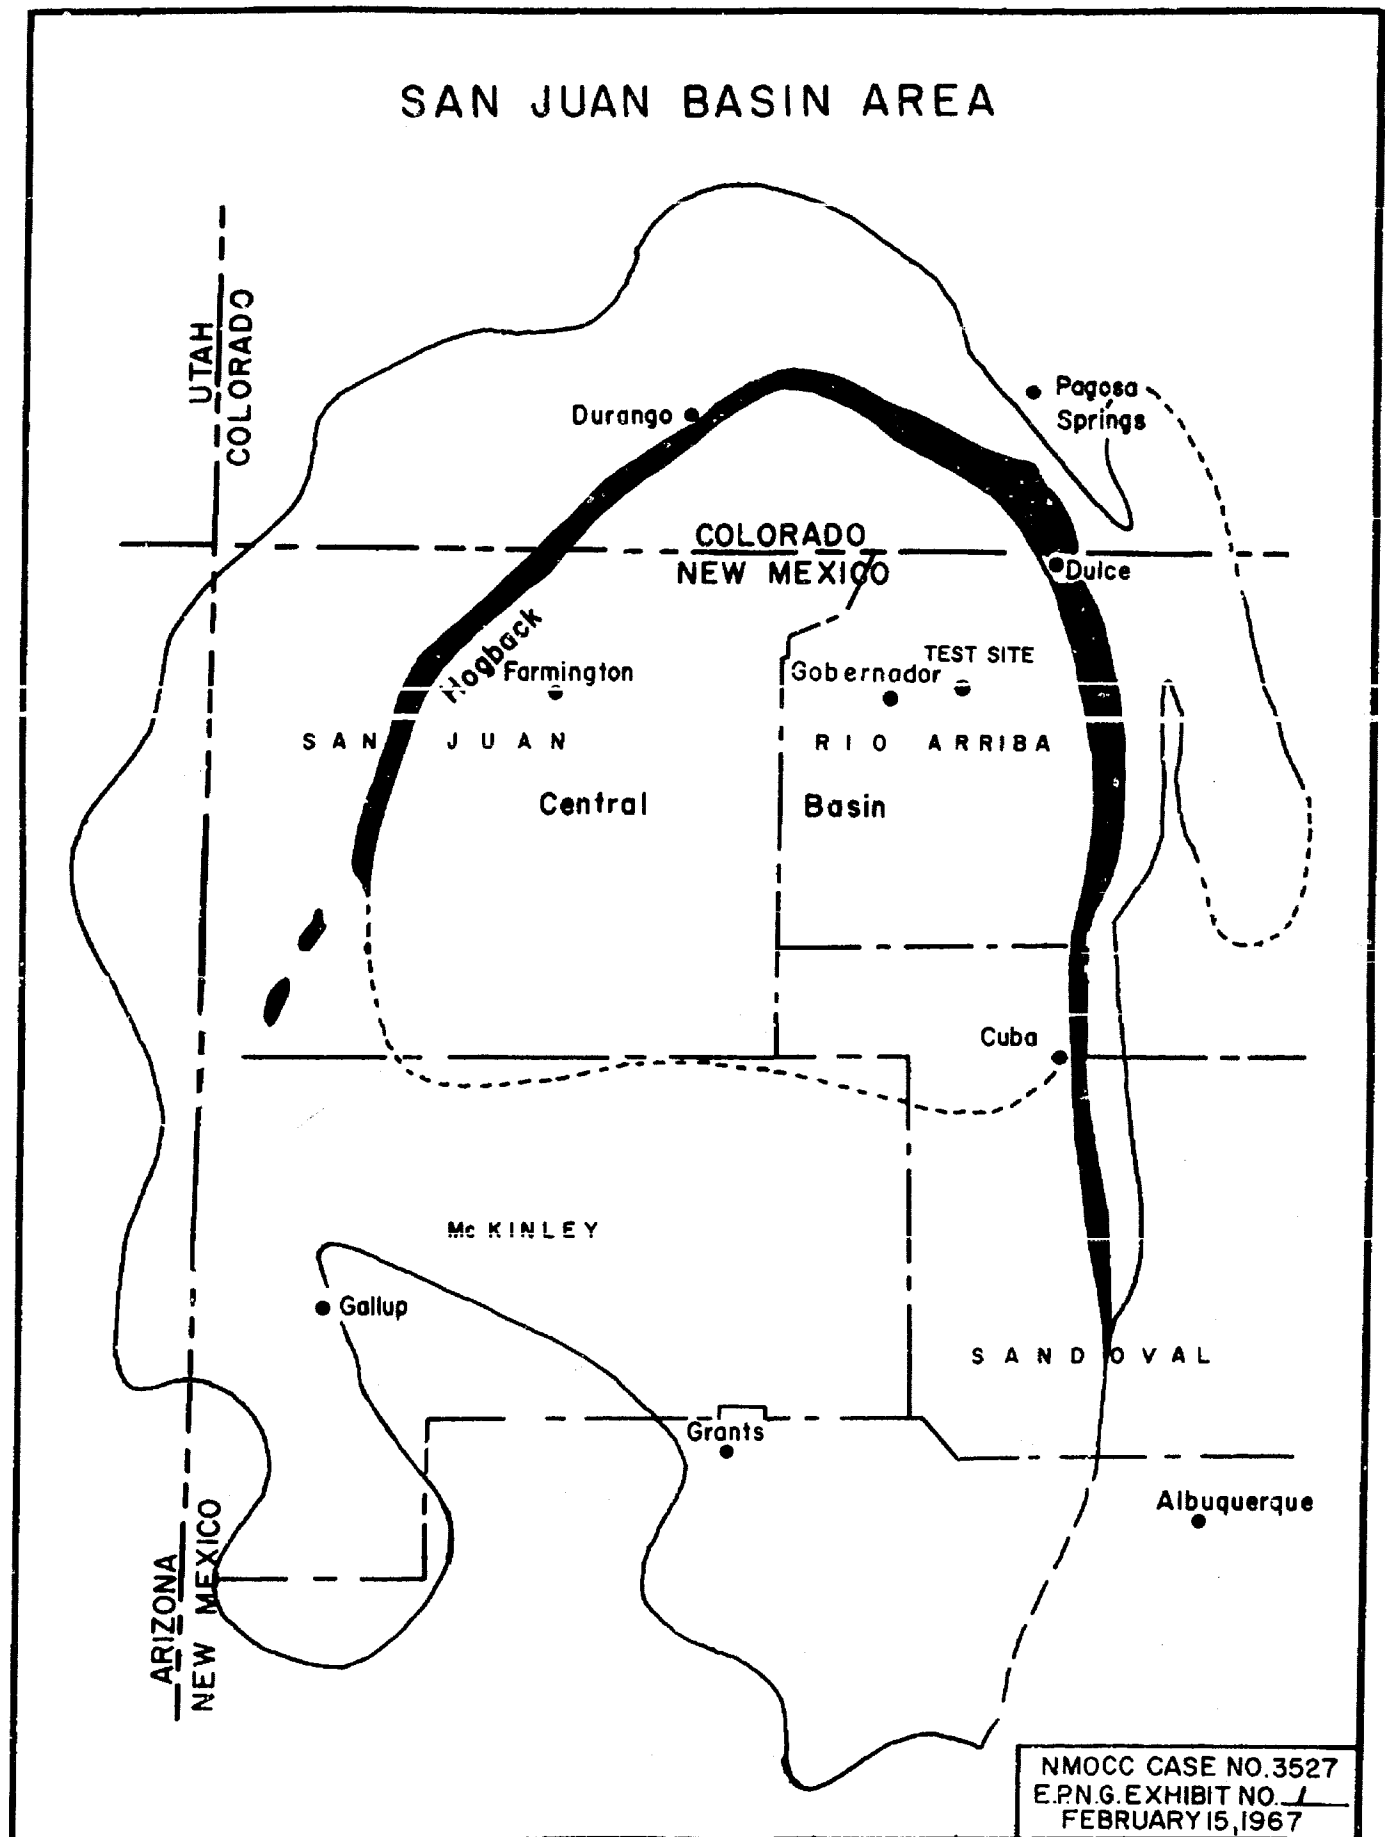 SAN JUAN BASIN AREA
UTAH
COLORADO
Durango
Pagosa
Springs
COLORADO
NEW MEXICO
Dulce
Hogback
Farmington
Gobernador
TEST SITE
SAN JUAN
RIO ARRIBA
Central Basin
Cuba
Mc KINLEY
Gallup
SANDOVAL
Grants
Albuquerque
ARIZONA
NEW MEXICO
NMOCC CASE NO. 3527
E.P.N.G. EXHIBIT NO. 1
FEBRUARY 15, 1967